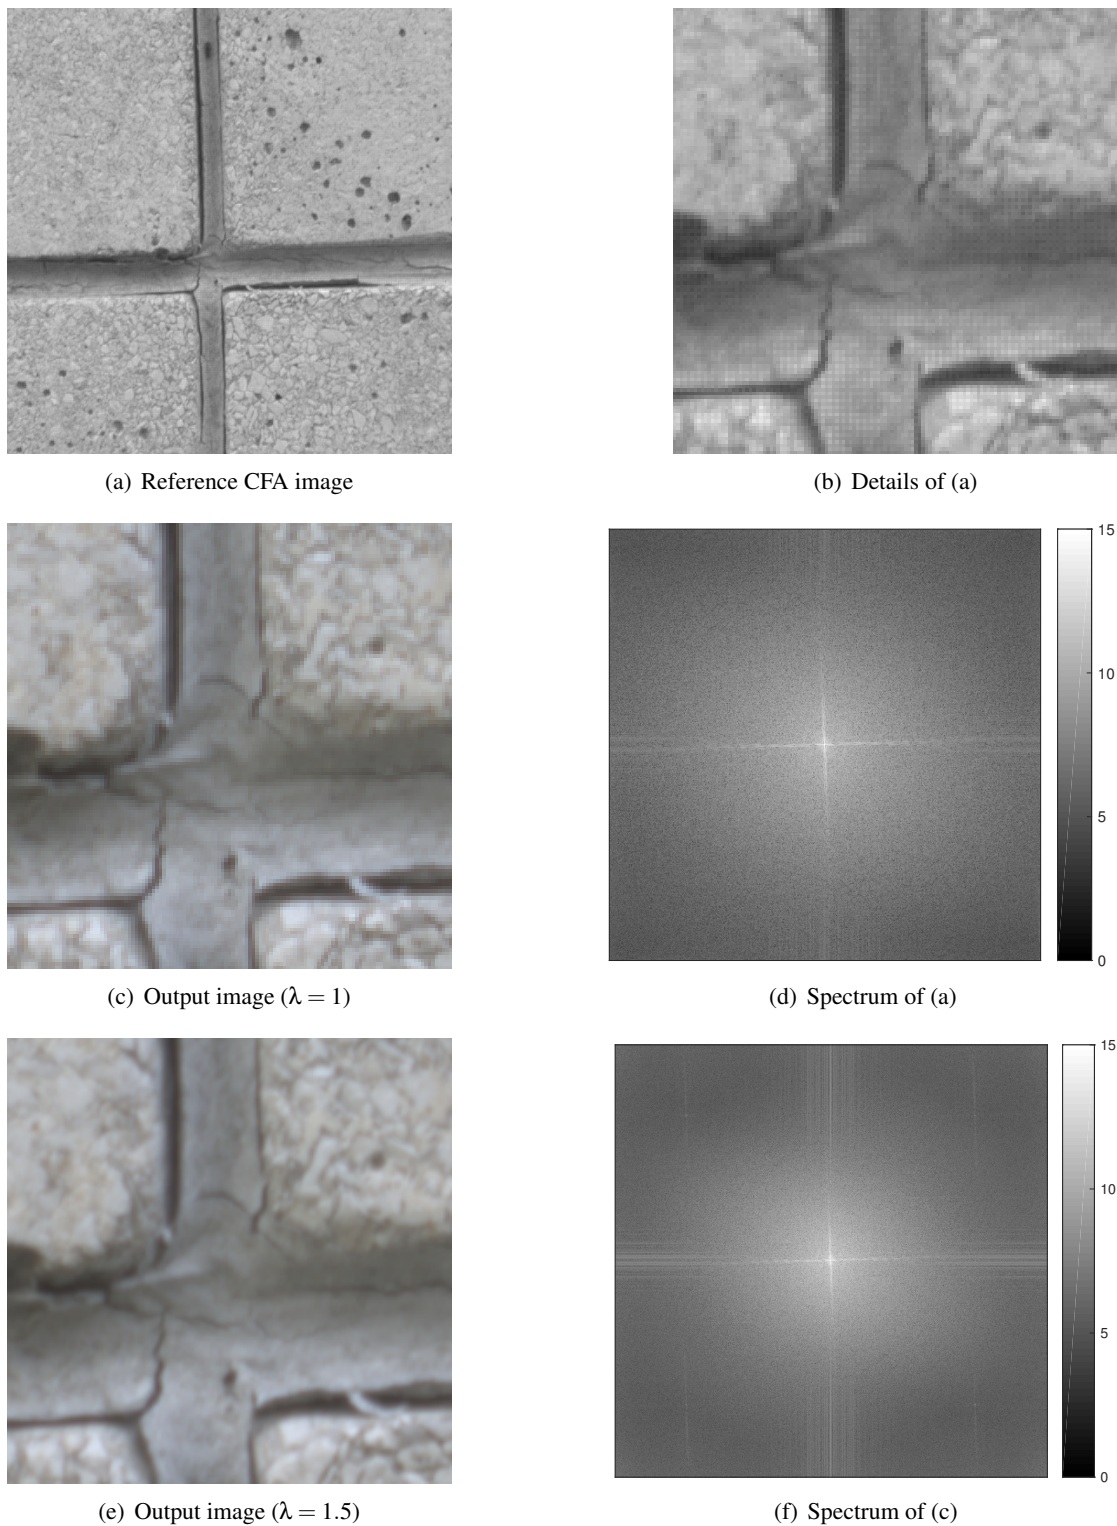 (a) Reference CFA image
(b) Details of (a)
15
10
5
0
(c) Output image (λ = 1)
(d) Spectrum of (a)
15
10
5
0
(e) Output image (λ = 1.5)
(f) Spectrum of (c)